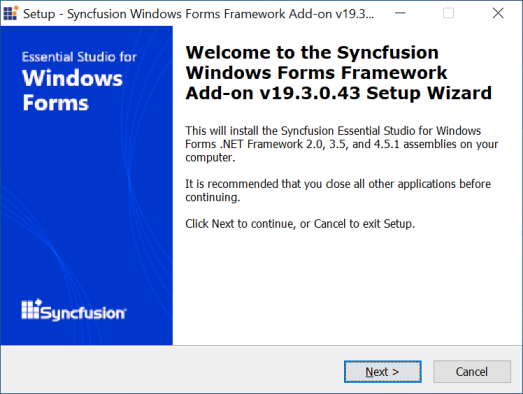 Setup - Syncfusion Windows Forms Framework Add-on v19.3...
Essential Studio for
Windows
Forms
Syncfusion
Welcome to the Syncfusion
Windows Forms Framework
Add-on v19.3.0.43 Setup Wizard
This will install the Syncfusion Essential Studio for Windows
Forms .NET Framework 2.0, 3.5, and 4.5.1 assemblies on your
computer.
It is recommended that you close all other applications before
continuing.
Click Next to continue, or Cancel to exit Setup.
Next >
Cancel